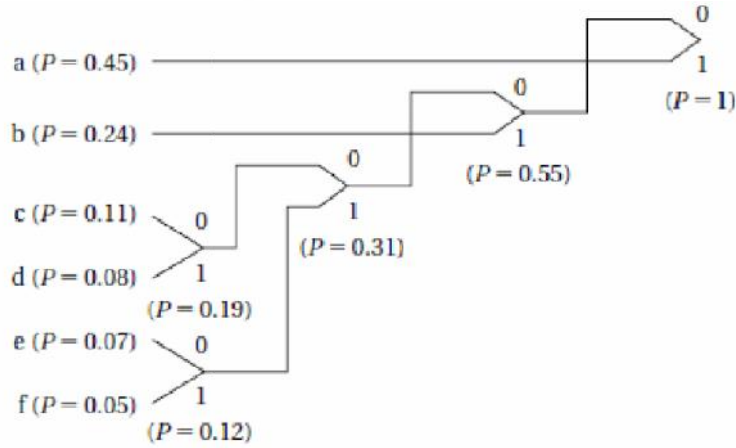 0
a (P = 0.45)
1
(P = 1)
0
b (P = 0.24)
1
(P = 0.55)
0
c (P = 0.11)
0
1
(P = 0.31)
d (P = 0.08)
1
(P = 0.19)
e (P = 0.07)
0
f (P = 0.05)
1
(P = 0.12)